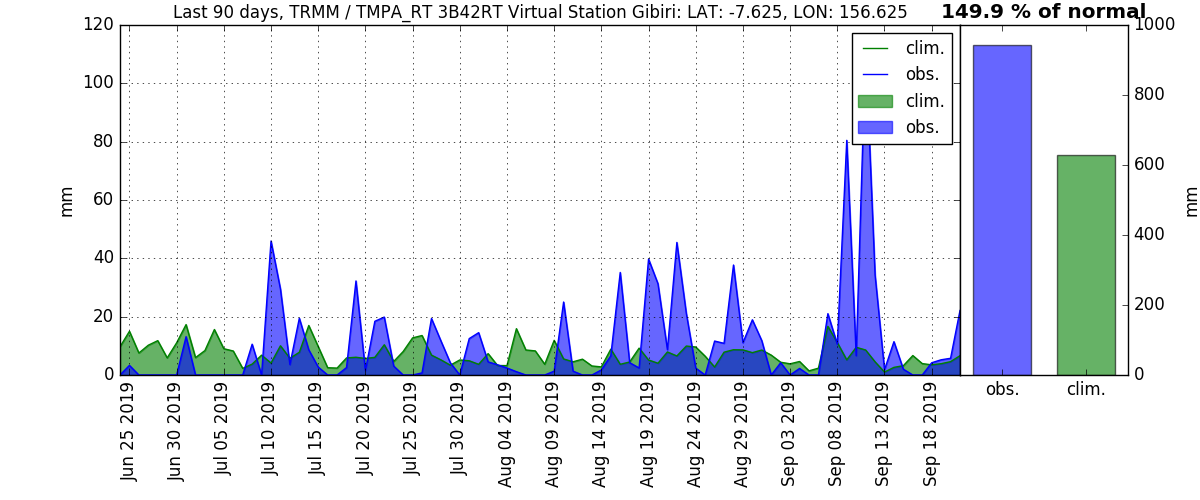 Last 90 days, TRMM / TMPA_RT 3B42RT Virtual Station Gibiri: LAT: -7.625, LON: 156.625
149.9 % of normal
120
100
80
60
40
20
0
mm
clim.
obs.
clim.
obs.
1000
800
600
400
200
0
mm
Jun 25 2019
Jun 30 2019
Jul 05 2019
Jul 10 2019
Jul 15 2019
Jul 20 2019
Jul 25 2019
Jul 30 2019
Aug 04 2019
Aug 09 2019
Aug 14 2019
Aug 19 2019
Aug 24 2019
Aug 29 2019
Sep 03 2019
Sep 08 2019
Sep 13 2019
Sep 18 2019
obs.
clim.